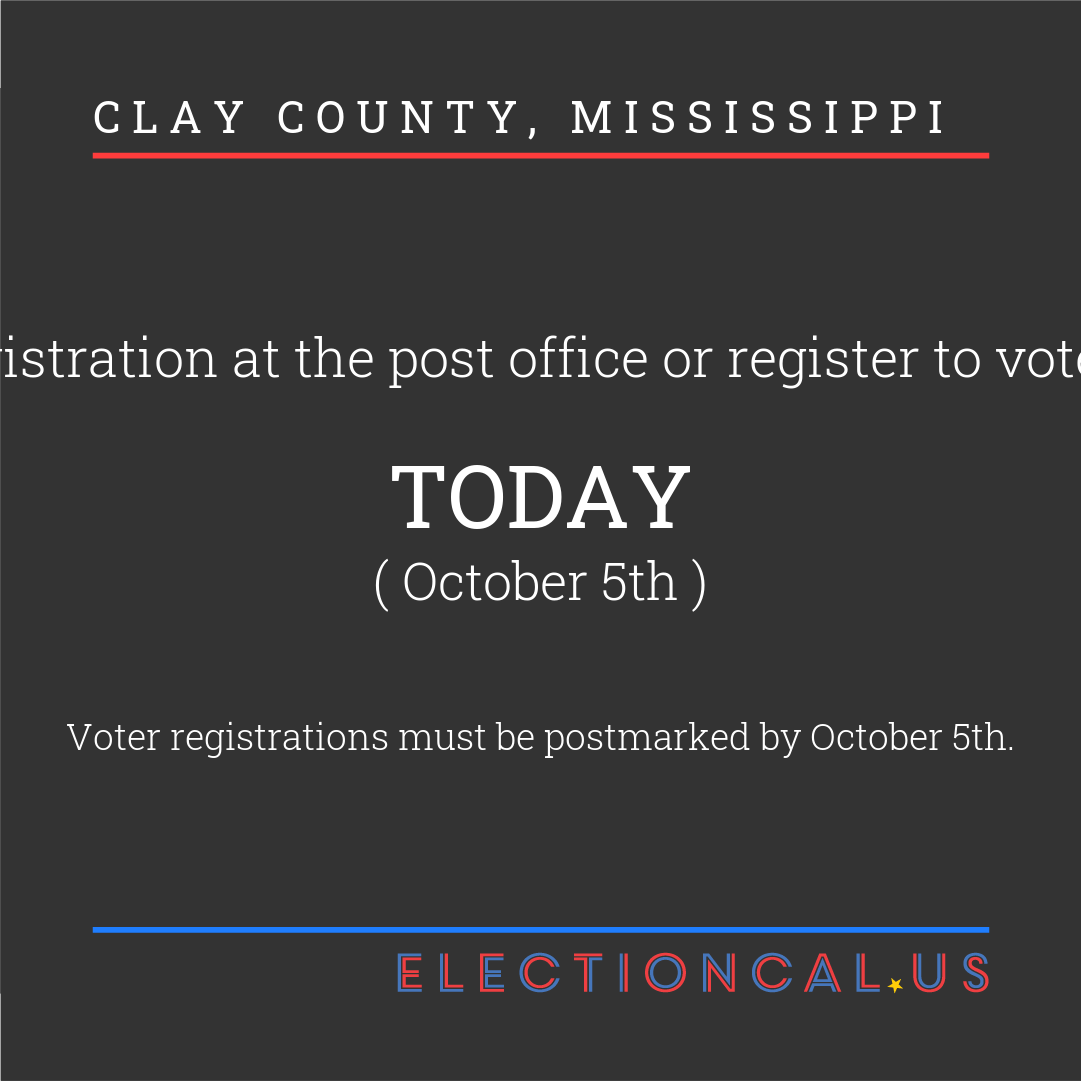 CLAY COUNTY, MISSISSIPPI
istration at the post office or register to vote
TODAY
( October 5th )
Voter registrations must be postmarked by October 5th.
ELECTIONCAL.US